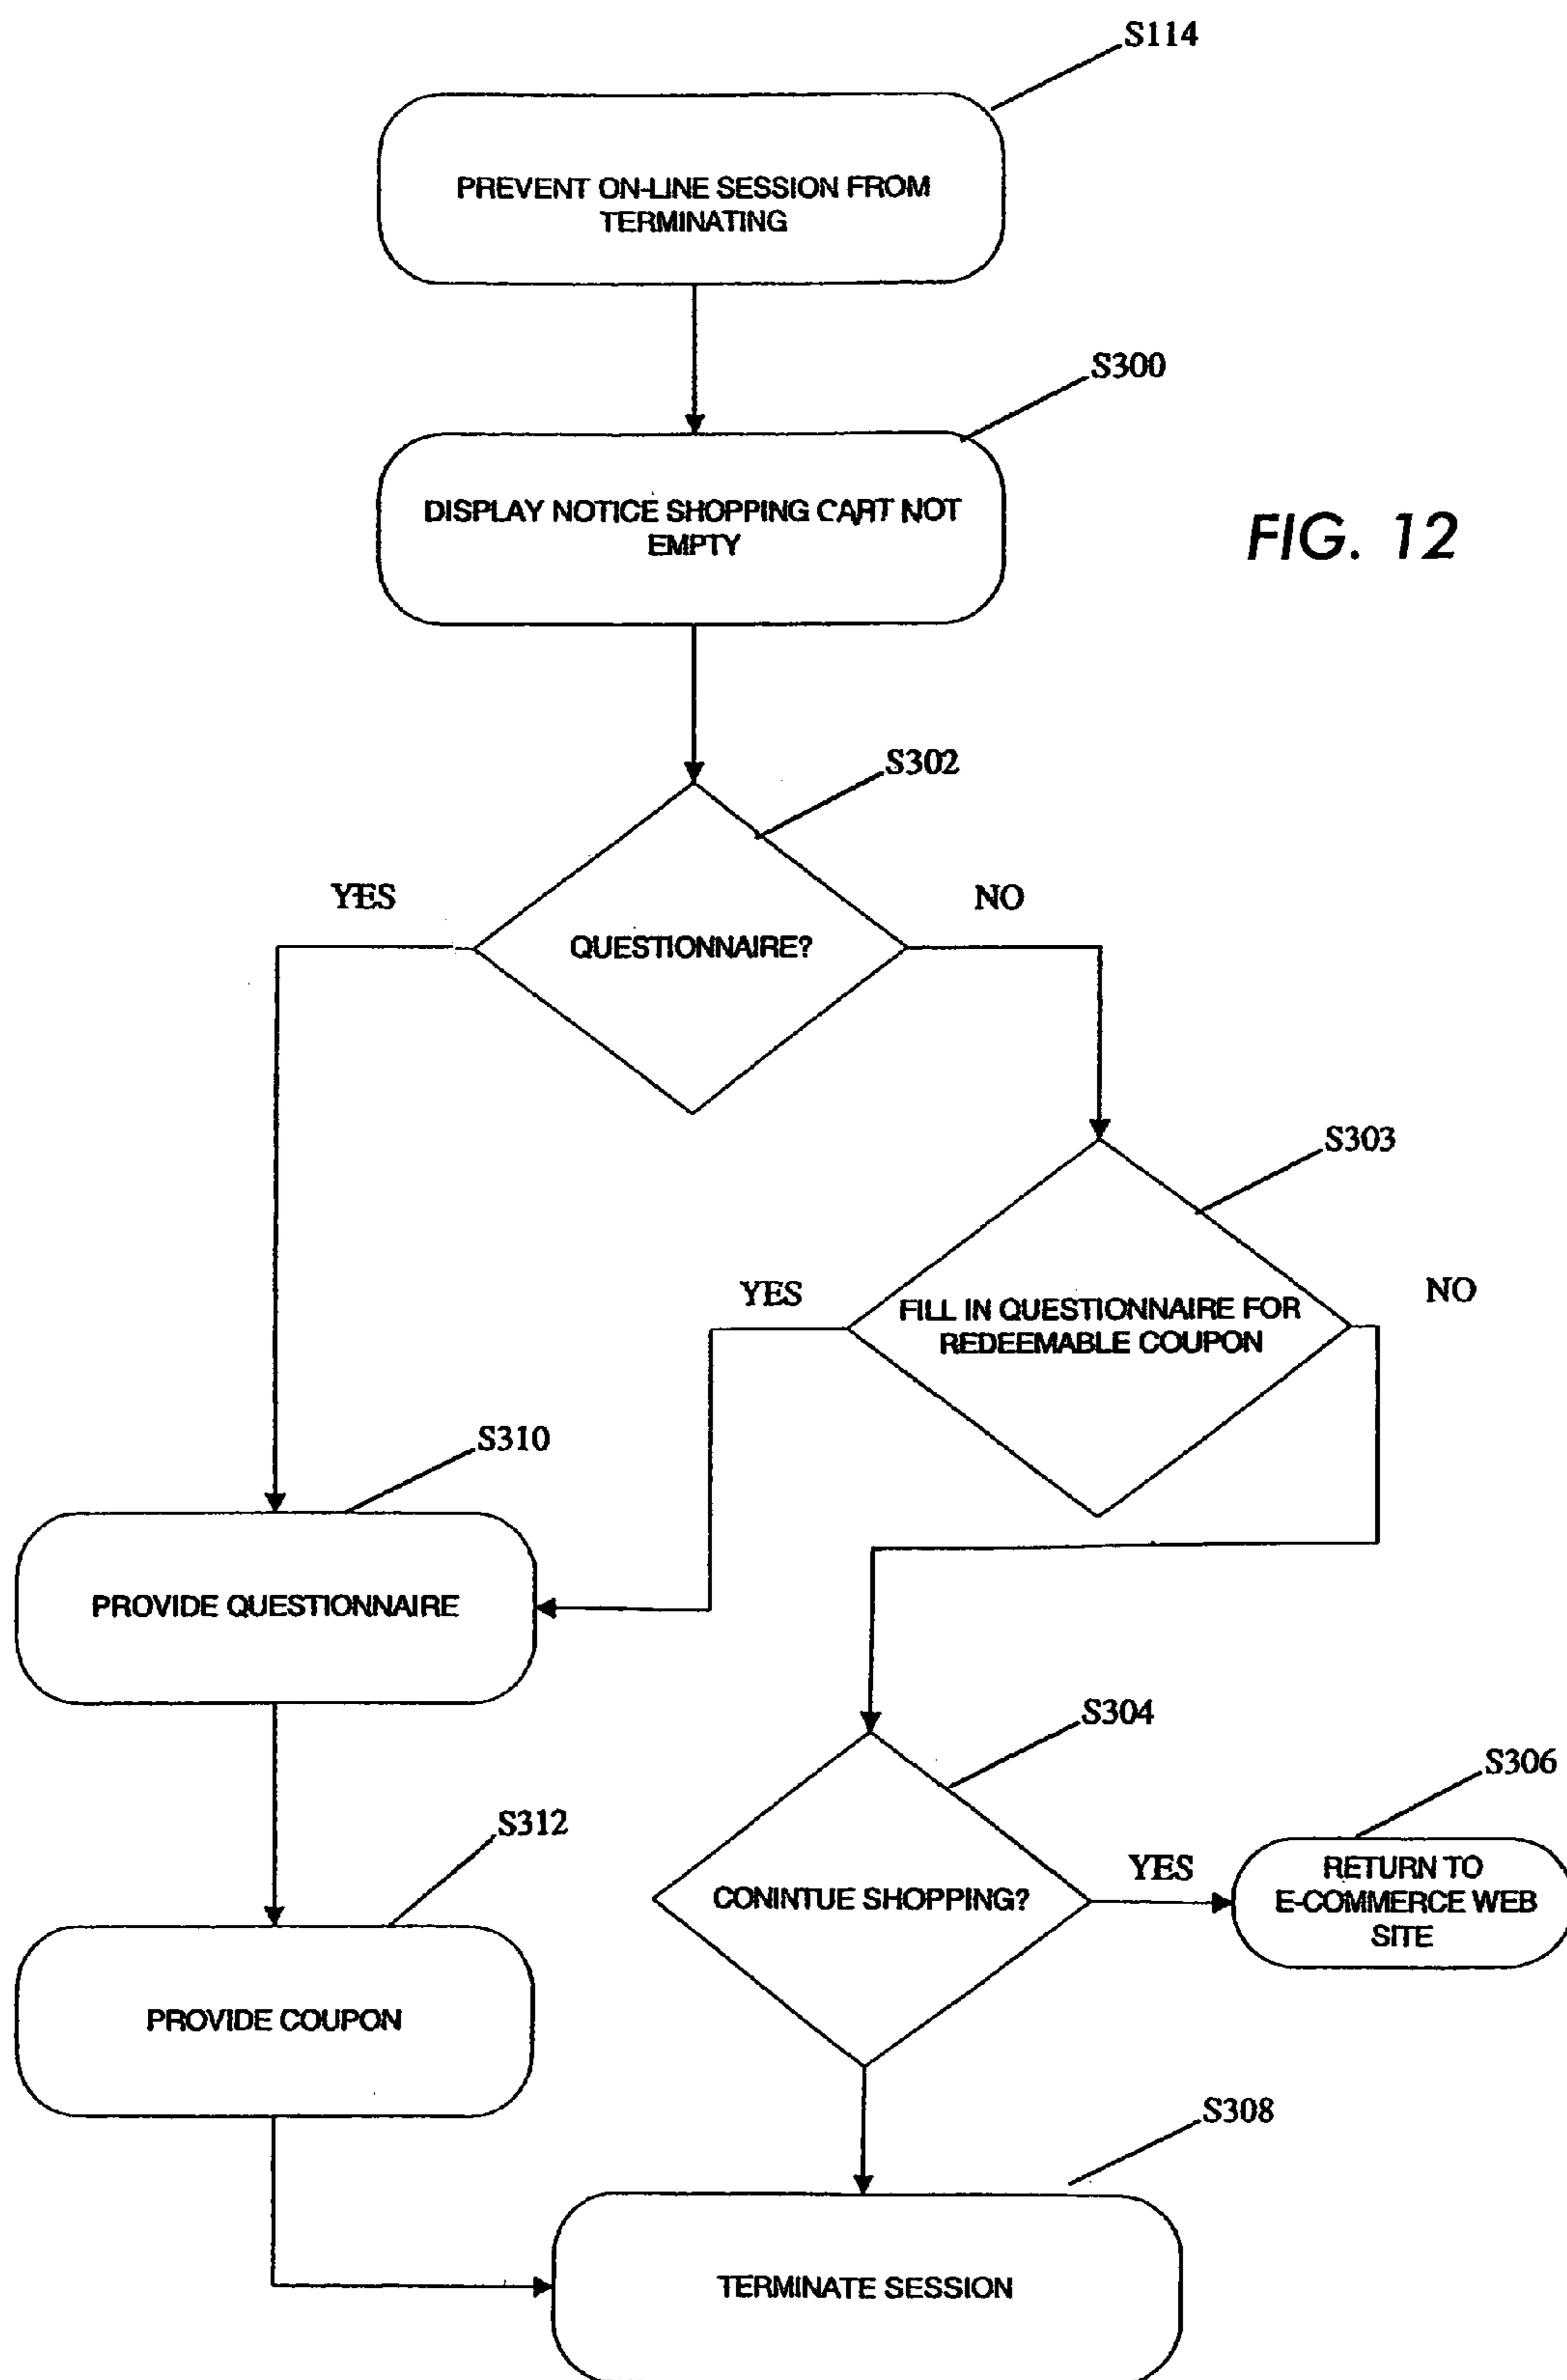 S114
PREVENT ON-LINE SESSION FROM
TERMINATING
S300
DISPLAY NOTICE SHOPPING CART NOT
EMPTY
FIG. 12
S302
YES
NO
QUESTIONNAIRE?
S303
YES
NO
FILL IN QUESTIONNAIRE FOR
REDEEMABLE COUPON
S310
PROVIDE QUESTIONNAIRE
S304
S306
S312
YES
RETURN TO
E-COMMERCE WEB
SITE
CONINTUE SHOPPING?
PROVIDE COUPON
S308
TERMINATE SESSION